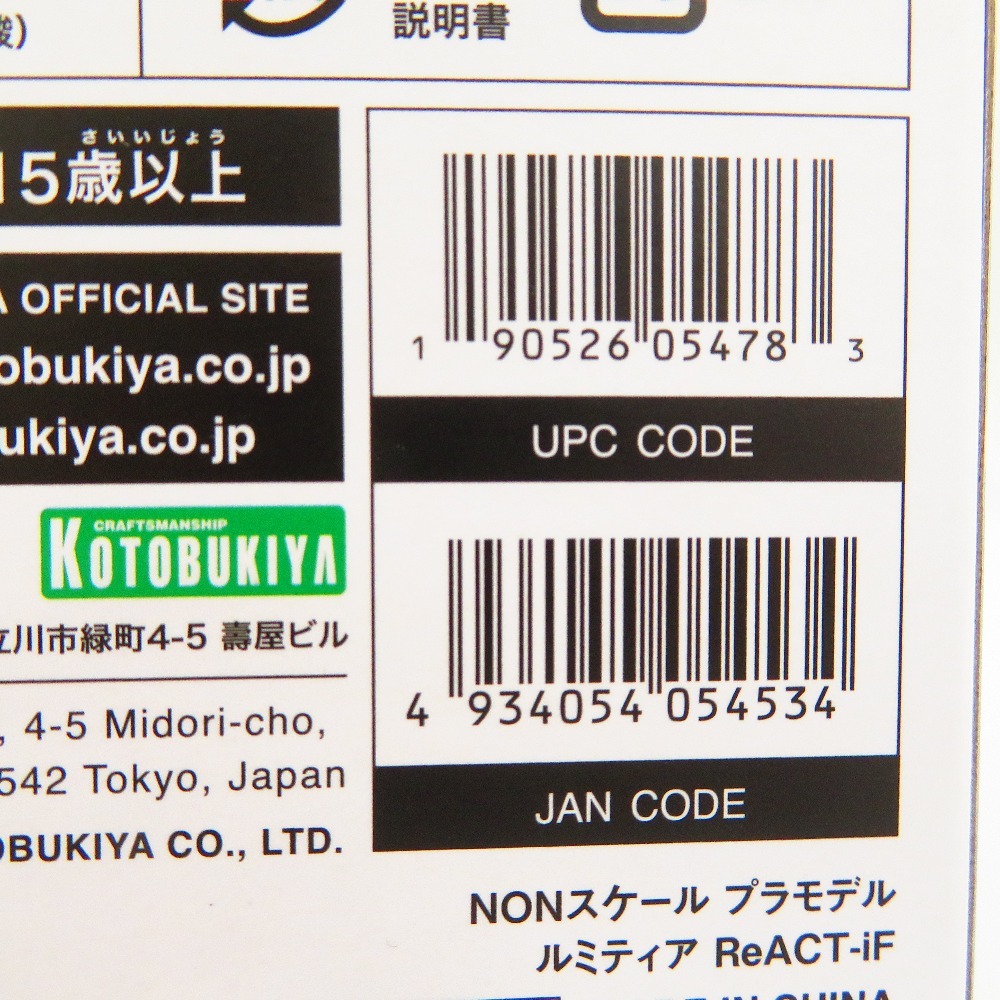 酸)
説明書
さいいじょう
15歳以上
OFFICIAL SITE
obukiya.co.jp
ukiya.co.jp
CRAFTSMANSHIP
KOTOBUKIYA
立川市緑町4-5 壽屋ビル
, 4-5 Midori-cho,
542 Tokyo, Japan
OBUKIYA CO., LTD.
1 90526 05478 3
UPC CODE
4 934054 054534
JAN CODE
NONスケール プラモデル
ルミティア ReACT-iF
IN CHINA